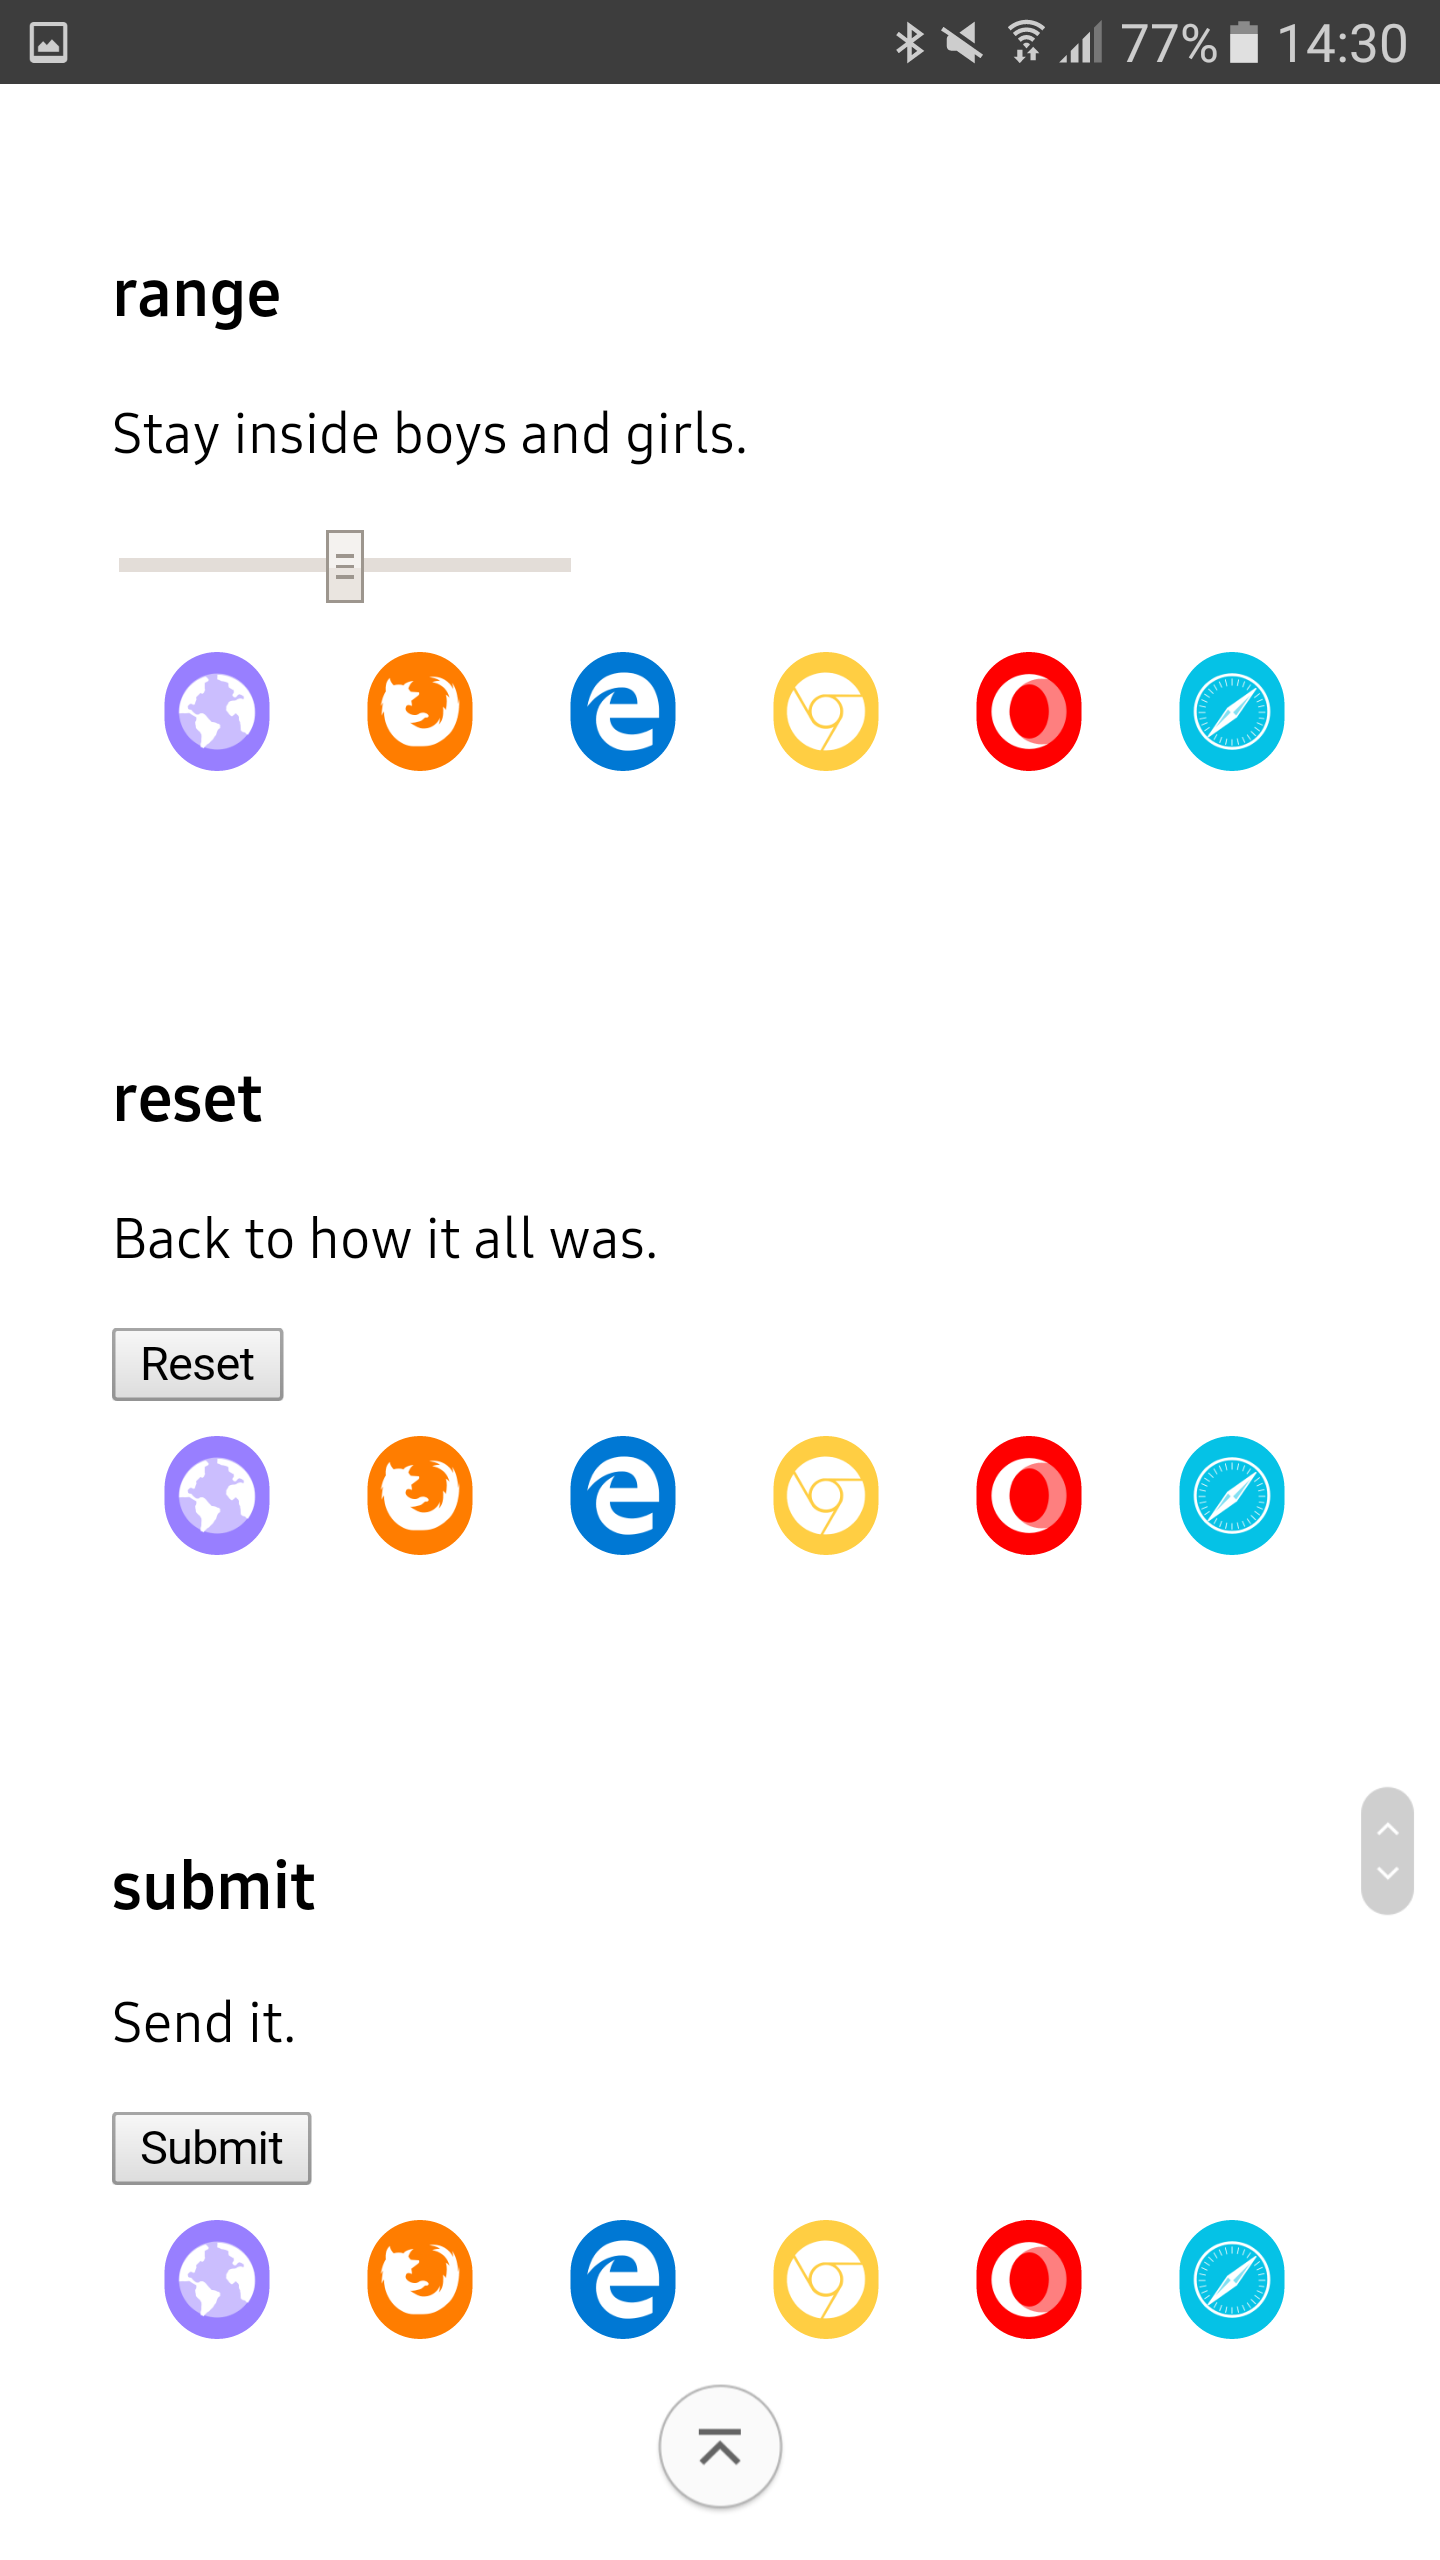 77% 14:30
range
Stay inside boys and girls.
reset
Back to how it all was.
Reset
submit
Send it.
Submit